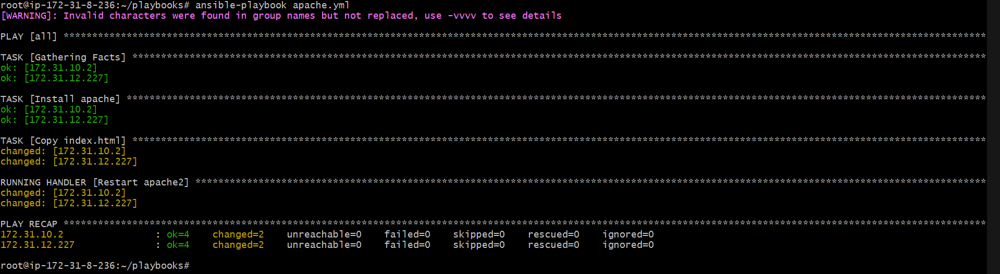 root@ip-172-31-8-236:~/playbooks# ansible-playbook apache.yml
[WARNING]: Invalid characters were found in group names but not replaced, use -vvvv to see details
PLAY [all] *****************************************************************************************************************************************************************
TASK [Gathering Facts] *****************************************************************************************************************************************************
ok: [172.31.10.2]
ok: [172.31.12.227]
TASK [Install apache] ******************************************************************************************************************************************************
ok: [172.31.10.2]
ok: [172.31.12.227]
TASK [Copy index.html] *****************************************************************************************************************************************************
changed: [172.31.10.2]
changed: [172.31.12.227]
RUNNING HANDLER [Restart apache2] ******************************************************************************************************************************************
changed: [172.31.10.2]
changed: [172.31.12.227]
PLAY RECAP *****************************************************************************************************************************************************************
172.31.10.2                : ok=4    changed=2    unreachable=0    failed=0    skipped=0    rescued=0    ignored=0
172.31.12.227              : ok=4    changed=2    unreachable=0    failed=0    skipped=0    rescued=0    ignored=0
root@ip-172-31-8-236:~/playbooks#